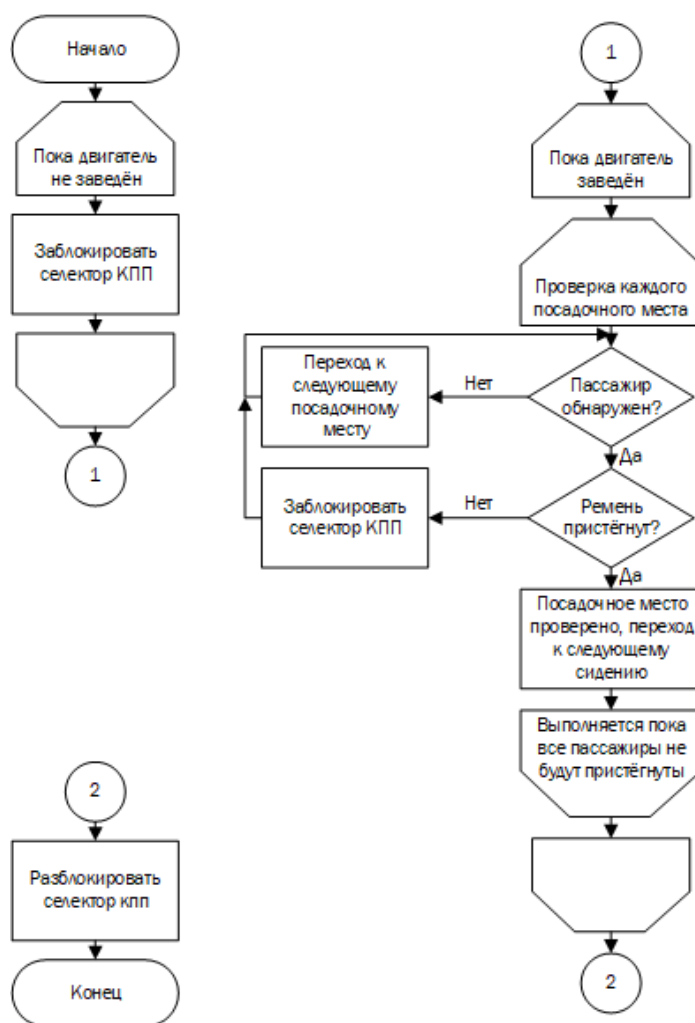 Начало
Пока двигатель
не заведён
Заблокировать
селектор КПП
1
1
Пока двигатель
заведён
Проверка каждого
посадочного места
Пассажир
обнаружен?
Нет
Переход к
следующему
посадочному
месту
Да
Ремень
пристёгнут?
Нет
Заблокировать
селектор КПП
Да
Посадочное место
проверено, переход
к следующему
сидению
Выполняется пока
все пассажиры не
будут пристёгнуты
2
2
Разблокировать
селектор кпп
Конец